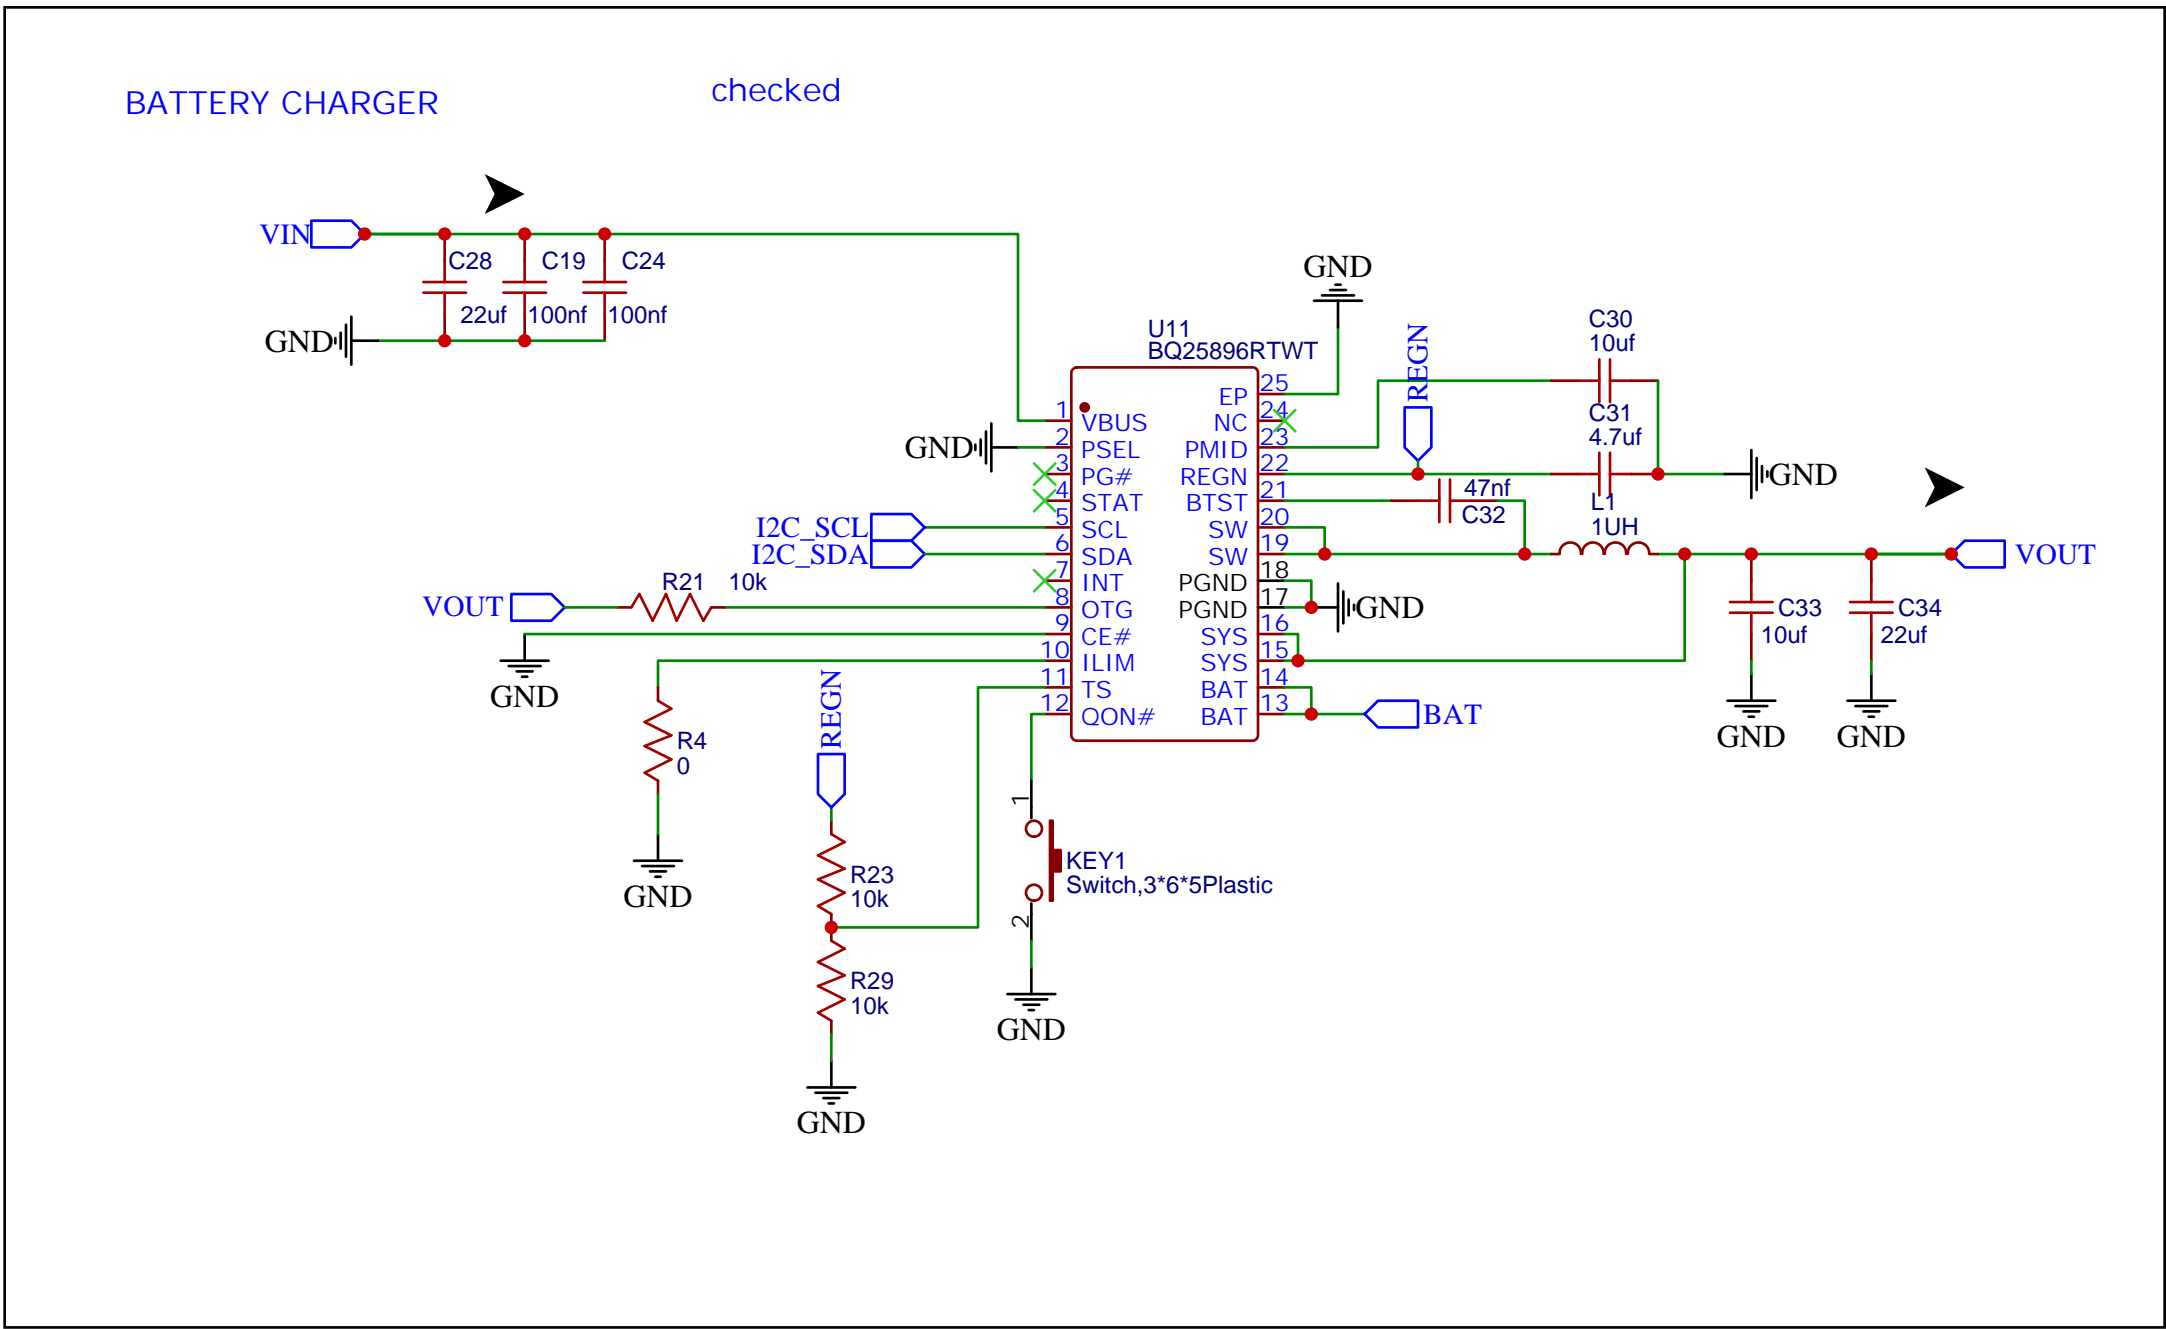 BATTERY CHARGER
checked
VIN
C28
C19
C24
22uf
100nf
100nf
GND
GND
U11
BQ25896RTWT
REGN
C30
10uf
C31
4.7uf
GND
47nf
C32
L1
1UH
VOUT
GND
1 VBUS
2 PSEL
3 PG#
4 STAT
5 SCL
6 SDA
7 INT
8 OTG
9 CE#
10 ILIM
11 TS
12 QON#
EP 25
NC 24
PMID 23
REGN 22
BTST 21
SW 20
SW 19
PGND 18
PGND 17
SYS 16
SYS 15
BAT 14
BAT 13
I2C_SCL
I2C_SDA
R21 10k
VOUT
GND
GND
C33
10uf
C34
22uf
GND
GND
BAT
R4
0
GND
REGN
R23
10k
R29
10k
GND
1
KEY1
Switch,3*6*5Plastic
2
GND